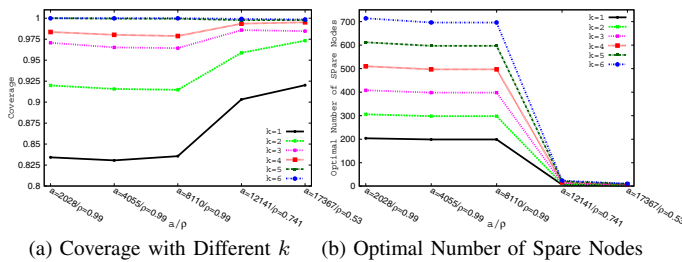 1
0.975
0.95
0.925
0.9
0.875
0.85
0.825
0.8
Coverage
k=1
k=2
k=3
k=4
k=5
k=6
a=2028/ρ=0.99
a=4055/ρ=0.99
a=8110/ρ=0.99
a=12141/ρ=0.741
a=17367/ρ=0.53
a/ρ
(a) Coverage with Different k
700
600
500
400
300
200
100
0
Optimal Number of Spare Nodes
k=1
k=2
k=3
k=4
k=5
k=6
a=2028/ρ=0.99
a=4055/ρ=0.99
a=8110/ρ=0.99
a=12141/ρ=0.741
a=17367/ρ=0.53
a/ρ
(b) Optimal Number of Spare Nodes